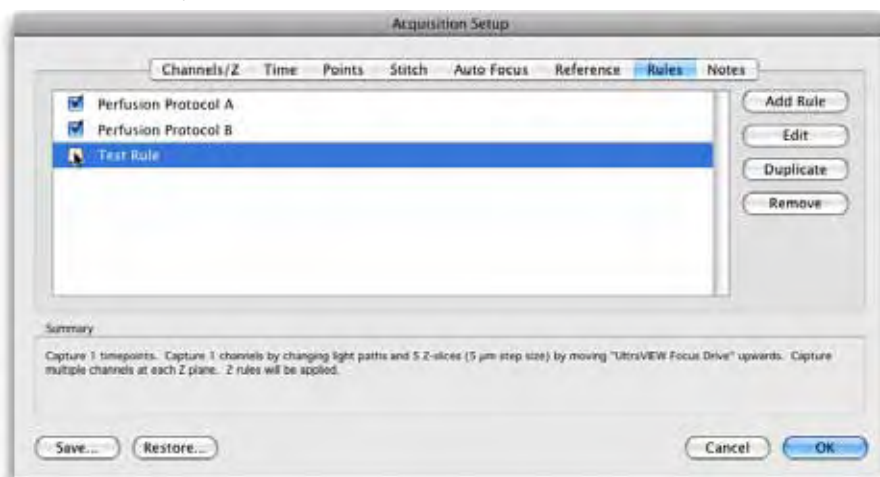 Acquisition Setup
Channels/Z Time Points Stitch Auto Focus Reference Rules Notes
Perfusion Protocol A
Perfusion Protocol B
Test Rule
Add Rule
Edit
Duplicate
Remove
Summary
Capture 1 timepoints. Capture 1 channels by changing light paths and 5 Z-slices (5 µm step size) by moving "UltraVIEW Focus Drive" upwards. Capture
multiple channels at each Z plane. 2 rules will be applied.
Save... Restore... Cancel OK